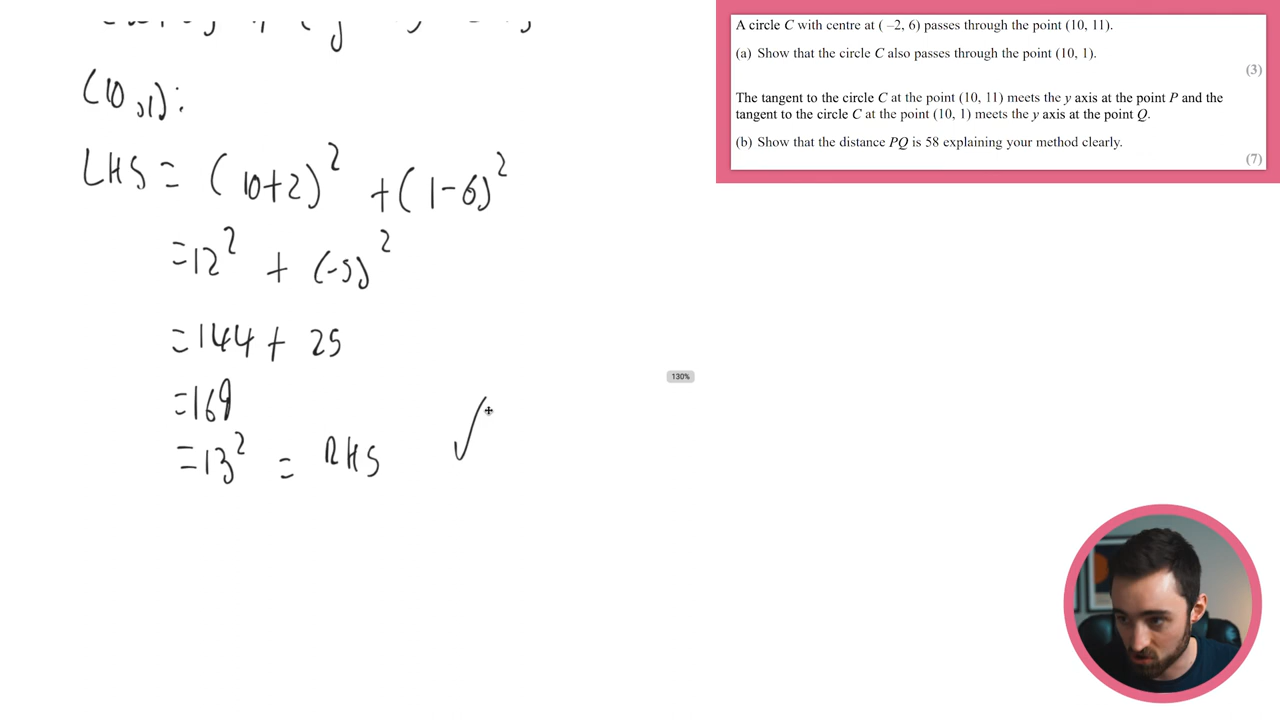 (10,1):
LHS = (10+2)² + (1-6)²
=12² + (-5)²
=144 + 25
=169
=13² = RHS ✓
130%
A circle C with centre at ( –2, 6) passes through the point (10, 11).
(a) Show that the circle C also passes through the point (10, 1).
(3)
The tangent to the circle C at the point (10, 11) meets the y axis at the point P and the
tangent to the circle C at the point (10, 1) meets the y axis at the point Q.
(b) Show that the distance PQ is 58 explaining your method clearly.
(7)